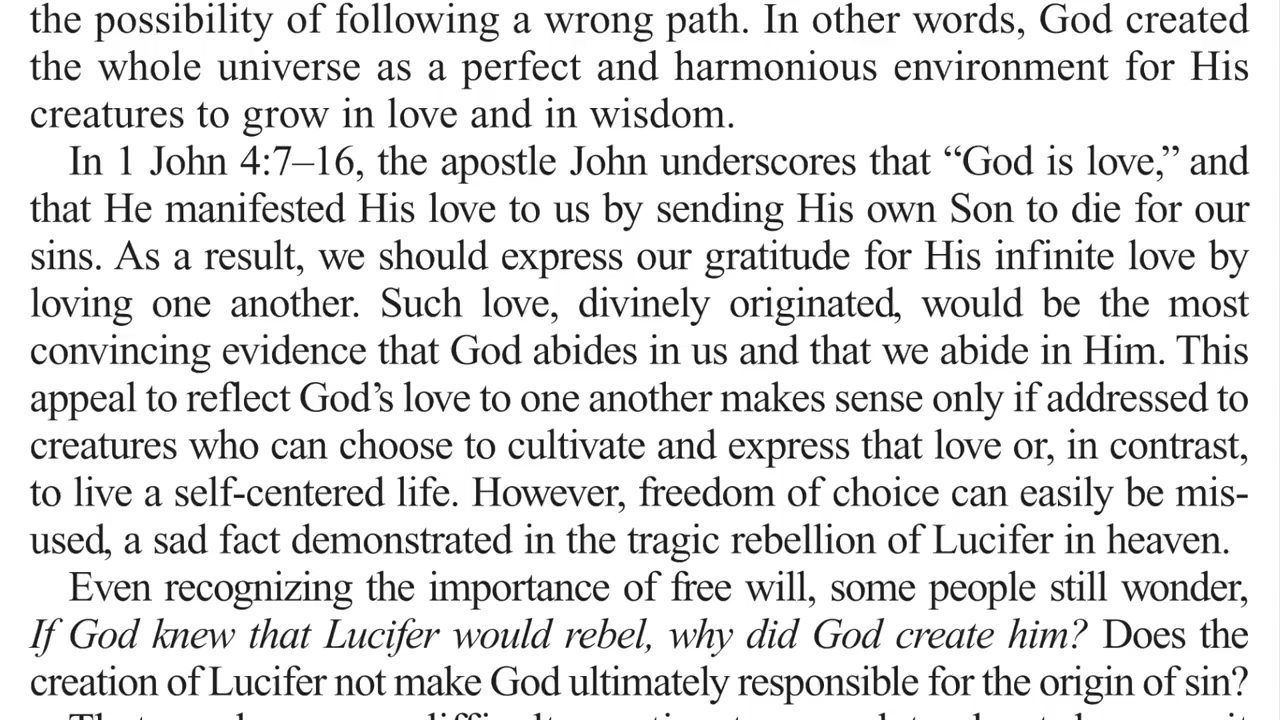 the possibility of following a wrong path. In other words, God created
the whole universe as a perfect and harmonious environment for His
creatures to grow in love and in wisdom.
In 1 John 4:7–16, the apostle John underscores that “God is love,” and
that He manifested His love to us by sending His own Son to die for our
sins. As a result, we should express our gratitude for His infinite love by
loving one another. Such love, divinely originated, would be the most
convincing evidence that God abides in us and that we abide in Him. This
appeal to reflect God’s love to one another makes sense only if addressed to
creatures who can choose to cultivate and express that love or, in contrast,
to live a self-centered life. However, freedom of choice can easily be mis-
used, a sad fact demonstrated in the tragic rebellion of Lucifer in heaven.
Even recognizing the importance of free will, some people still wonder,
If God knew that Lucifer would rebel, why did God create him? Does the
creation of Lucifer not make God ultimately responsible for the origin of sin?